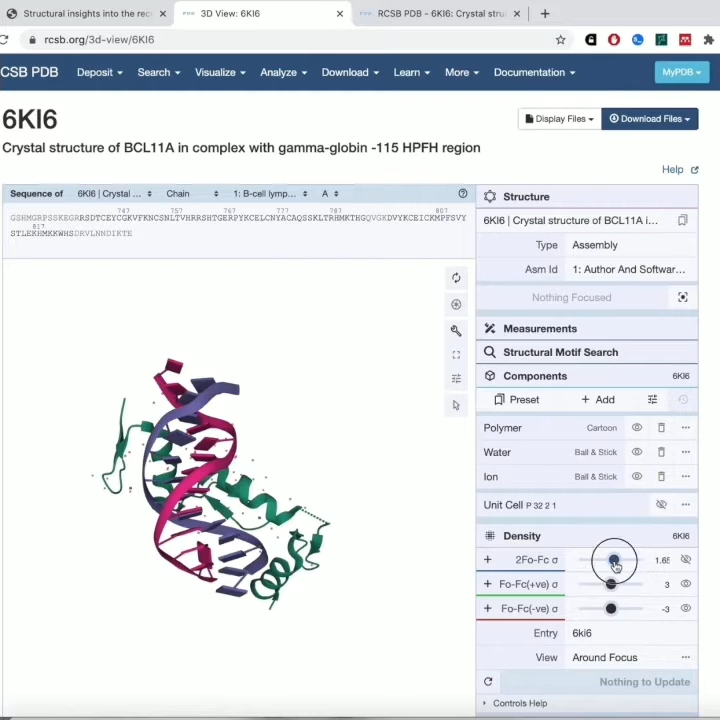 Structural insights into the rec
3D View: 6KI6
RCSB PDB - 6KI6: Crystal stru
rcsb.org/3d-view/6KI6
CSB PDB Deposit Search Visualize Analyze Download Learn More Documentation MyPDB
6KI6
Display Files Download Files
Crystal structure of BCL11A in complex with gamma-globin -115 HPFH region
Help
Sequence of 6KI6 | Crystal ... Chain 1: B-cell lymp... A
747 757 767 777 787 807
GSHMGRPSSKEGRRSDTCEYCGKVFKNCSNLTVHRRSHTGERPYKCELCNYACAQSSKLTRHMKTHGQVGKDVYKCEICKMPFSVY
817
STLEKHMKKWHSDRVLNNDIKTE
Structure
6KI6 | Crystal structure of BCL11A i...
Type Assembly
Asm Id 1: Author And Softwar...
Nothing Focused
Measurements
Structural Motif Search
Components 6KI6
Preset + Add
Polymer Cartoon
Water Ball & Stick
Ion Ball & Stick
Unit Cell P 32 2 1
Density 6KI6
+ 2Fo-Fc σ
+ Fo-Fc(+ve) σ 3
+ Fo-Fc(-ve) σ -3
Entry 6ki6
View Around Focus
Nothing to Update
Controls Help